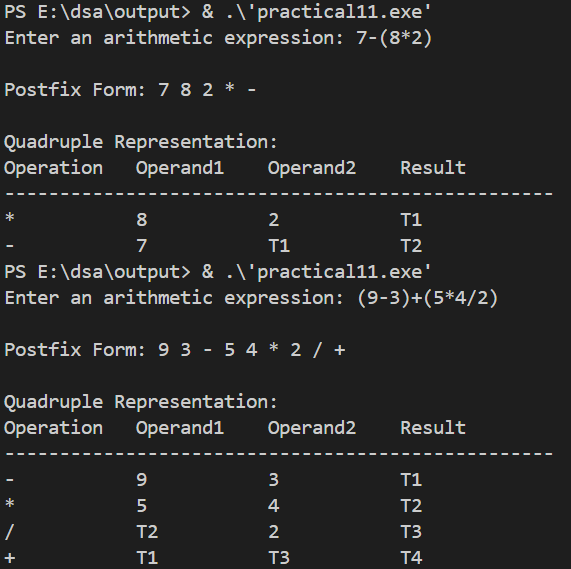 PS E:\dsa\output> & .\'practical11.exe'
Enter an arithmetic expression: 7-(8*2)
Postfix Form: 7 8 2 * -
Quadruple Representation:
Operation   Operand1    Operand2    Result
--------------------------------------------------
*           8           2           T1
-           7           T1          T2
PS E:\dsa\output> & .\'practical11.exe'
Enter an arithmetic expression: (9-3)+(5*4/2)
Postfix Form: 9 3 - 5 4 * 2 / +
Quadruple Representation:
Operation   Operand1    Operand2    Result
--------------------------------------------------
-           9           3           T1
*           5           4           T2
/           T2          2           T3
+           T1          T3          T4